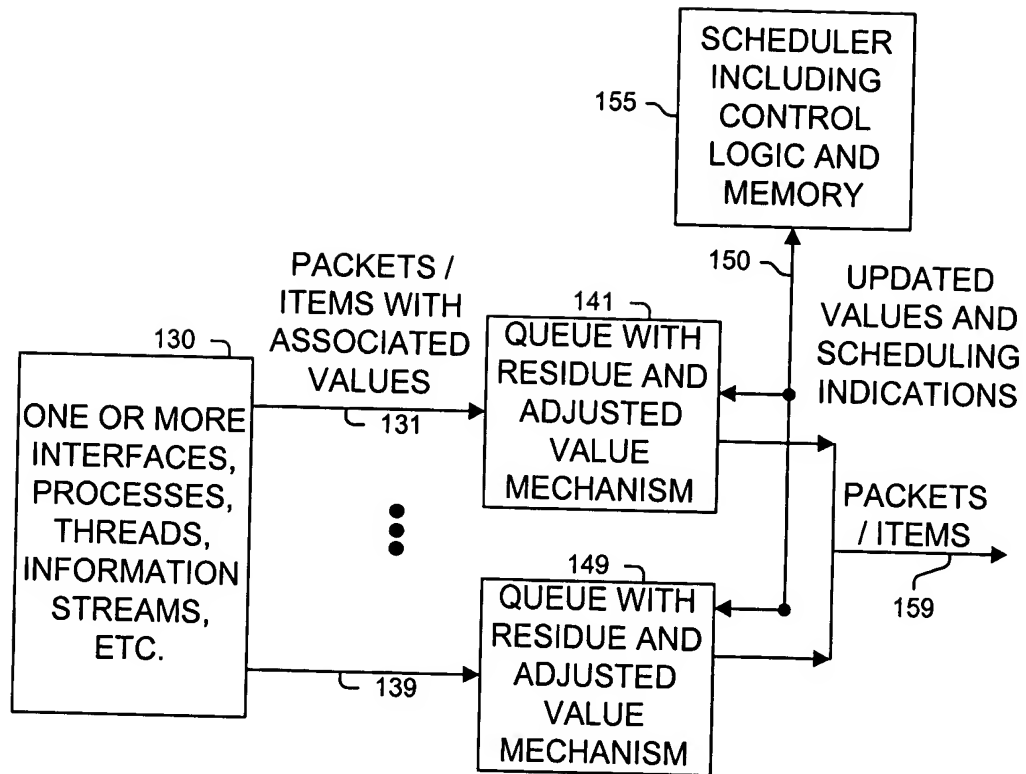 SCHEDULER
INCLUDING
CONTROL
LOGIC AND
MEMORY
155
150
UPDATED
VALUES AND
SCHEDULING
INDICATIONS
PACKETS /
ITEMS WITH
ASSOCIATED
VALUES
131
130
ONE OR MORE
INTERFACES,
PROCESSES,
THREADS,
INFORMATION
STREAMS,
ETC.
141
QUEUE WITH
RESIDUE AND
ADJUSTED
VALUE
MECHANISM
PACKETS
/ ITEMS
159
149
QUEUE WITH
RESIDUE AND
ADJUSTED
VALUE
MECHANISM
139